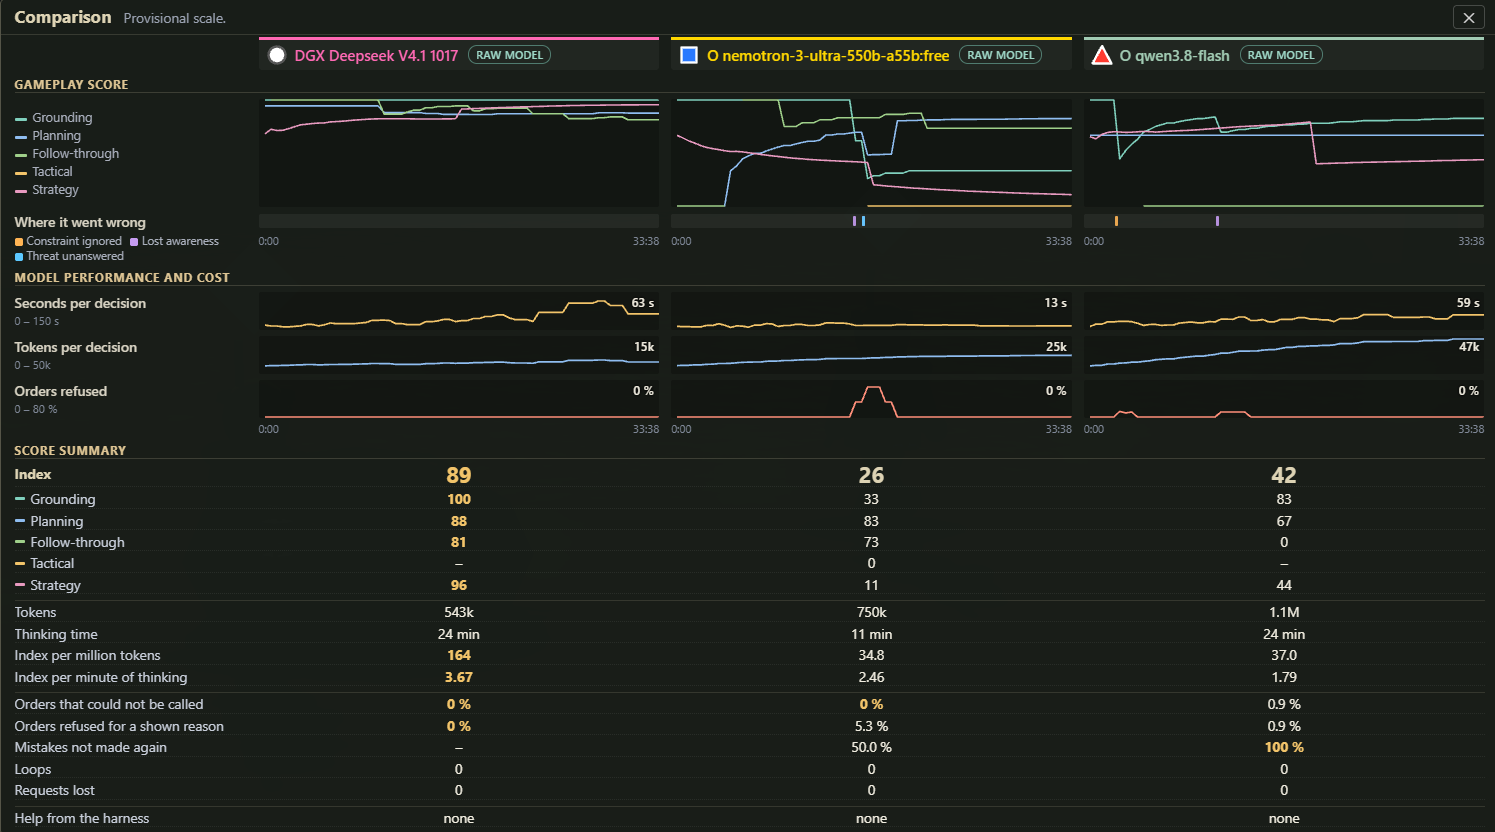 Comparison Provisional scale.
DGX Deepseek V4.1 1017 RAW MODEL
O nemotron-3-ultra-550b-a55b:free RAW MODEL
O qwen3.8-flash RAW MODEL
GAMEPLAY SCORE
Grounding
Planning
Follow-through
Tactical
Strategy
Where it went wrong
Constraint ignored Lost awareness
Threat unanswered
0:00 33:38 0:00 33:38 0:00 33:38
MODEL PERFORMANCE AND COST
Seconds per decision 63 s 13 s 59 s
0 – 150 s
Tokens per decision 15k 25k 47k
0 – 50k
Orders refused 0 % 0 % 0 %
0 – 80 %
0:00 33:38 0:00 33:38 0:00 33:38
SCORE SUMMARY
Index 89 26 42
Grounding 100 33 83
Planning 88 83 67
Follow-through 81 73 0
Tactical – 0 –
Strategy 96 11 44
Tokens 543k 750k 1.1M
Thinking time 24 min 11 min 24 min
Index per million tokens 164 34.8 37.0
Index per minute of thinking 3.67 2.46 1.79
Orders that could not be called 0 % 0 % 0.9 %
Orders refused for a shown reason 0 % 5.3 % 0.9 %
Mistakes not made again – 50.0 % 100 %
Loops 0 0 0
Requests lost 0 0 0
Help from the harness none none none